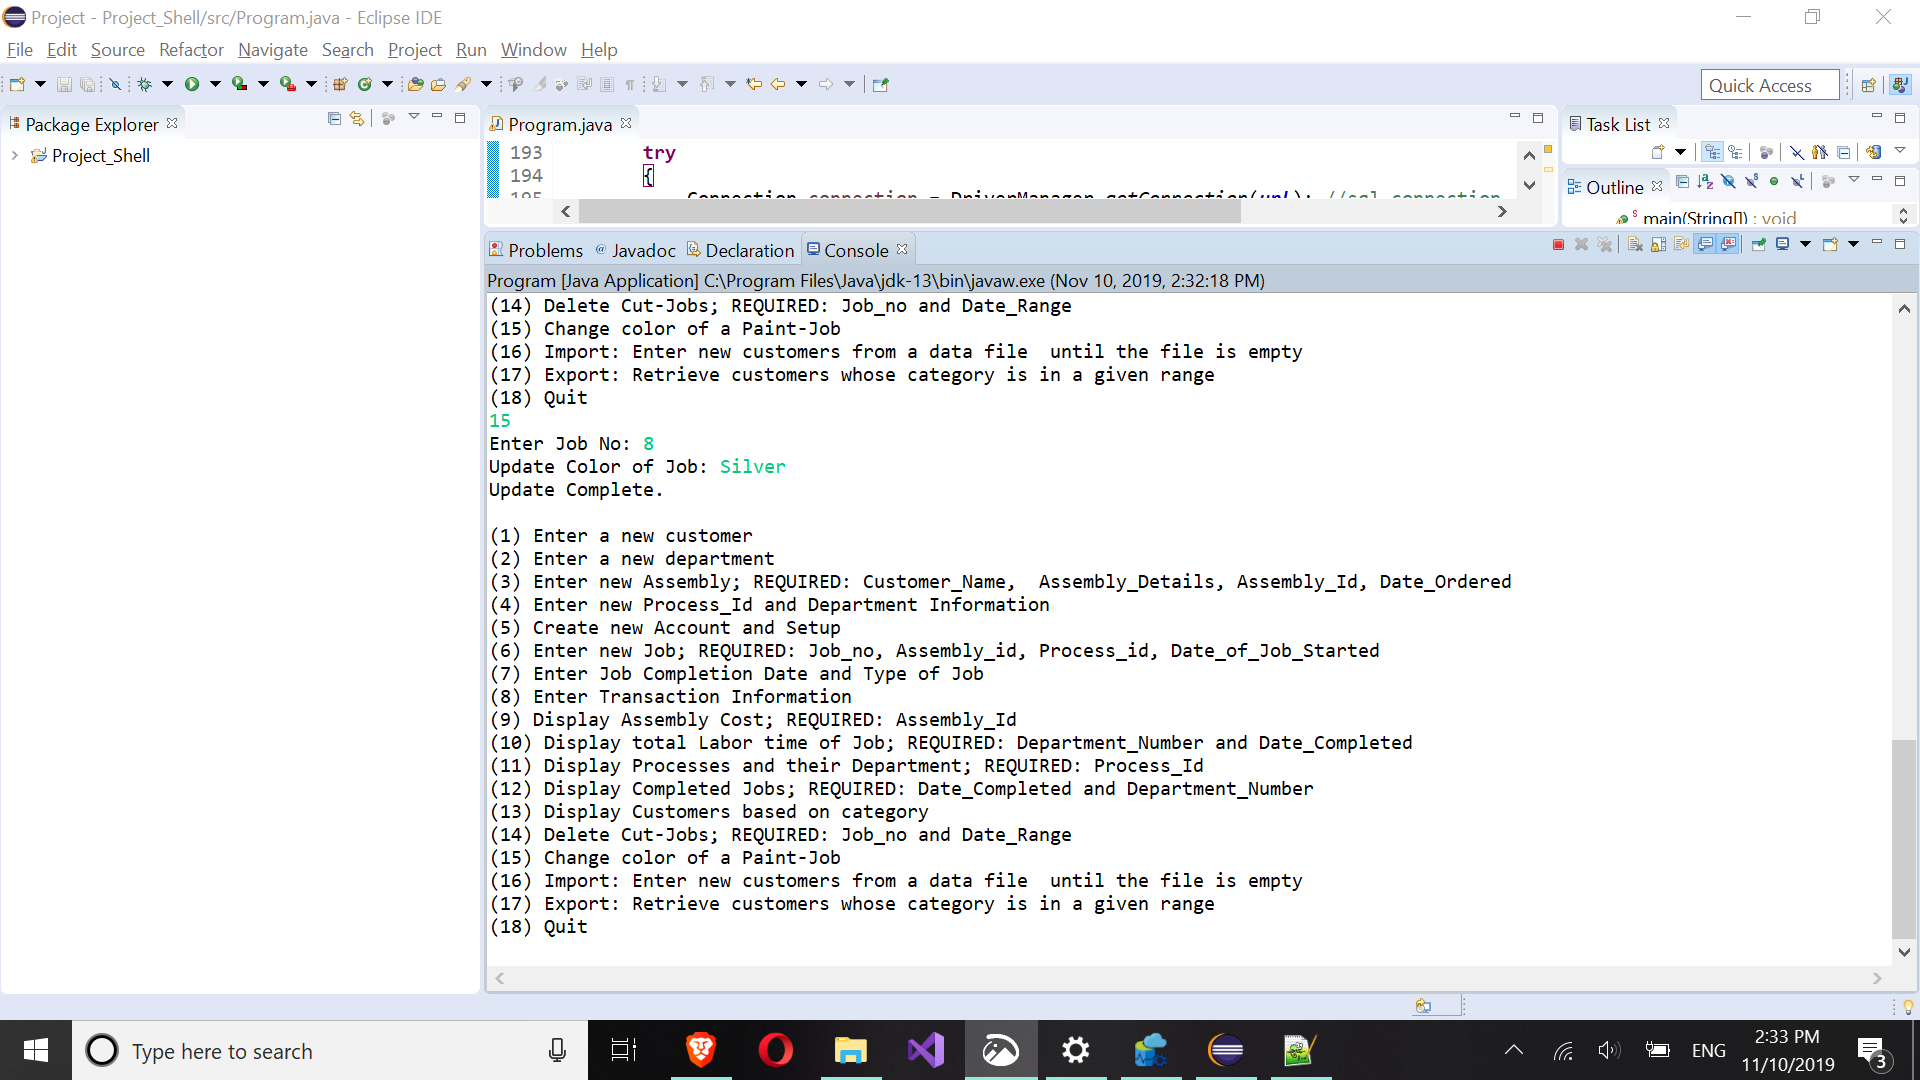 Project - Project_Shell/src/Program.java - Eclipse IDE
File Edit Source Refactor Navigate Search Project Run Window Help
Quick Access
Package Explorer
Project_Shell
Program.java
193 try
194 {
195 Connection connection = DriverManager.getConnection(url); //sql connection
Task List
Outline
main(String[]) : void
Problems Javadoc Declaration Console
Program [Java Application] C:\Program Files\Java\jdk-13\bin\javaw.exe (Nov 10, 2019, 2:32:18 PM)
(14) Delete Cut-Jobs; REQUIRED: Job_no and Date_Range
(15) Change color of a Paint-Job
(16) Import: Enter new customers from a data file  until the file is empty
(17) Export: Retrieve customers whose category is in a given range
(18) Quit
15
Enter Job No: 8
Update Color of Job: Silver
Update Complete.
(1) Enter a new customer
(2) Enter a new department
(3) Enter new Assembly; REQUIRED: Customer_Name,  Assembly_Details, Assembly_Id, Date_Ordered
(4) Enter new Process_Id and Department Information
(5) Create new Account and Setup
(6) Enter new Job; REQUIRED: Job_no, Assembly_id, Process_id, Date_of_Job_Started
(7) Enter Job Completion Date and Type of Job
(8) Enter Transaction Information
(9) Display Assembly Cost; REQUIRED: Assembly_Id
(10) Display total Labor time of Job; REQUIRED: Department_Number and Date_Completed
(11) Display Processes and their Department; REQUIRED: Process_Id
(12) Display Completed Jobs; REQUIRED: Date_Completed and Department_Number
(13) Display Customers based on category
(14) Delete Cut-Jobs; REQUIRED: Job_no and Date_Range
(15) Change color of a Paint-Job
(16) Import: Enter new customers from a data file  until the file is empty
(17) Export: Retrieve customers whose category is in a given range
(18) Quit
Type here to search
ENG
2:33 PM
11/10/2019
3